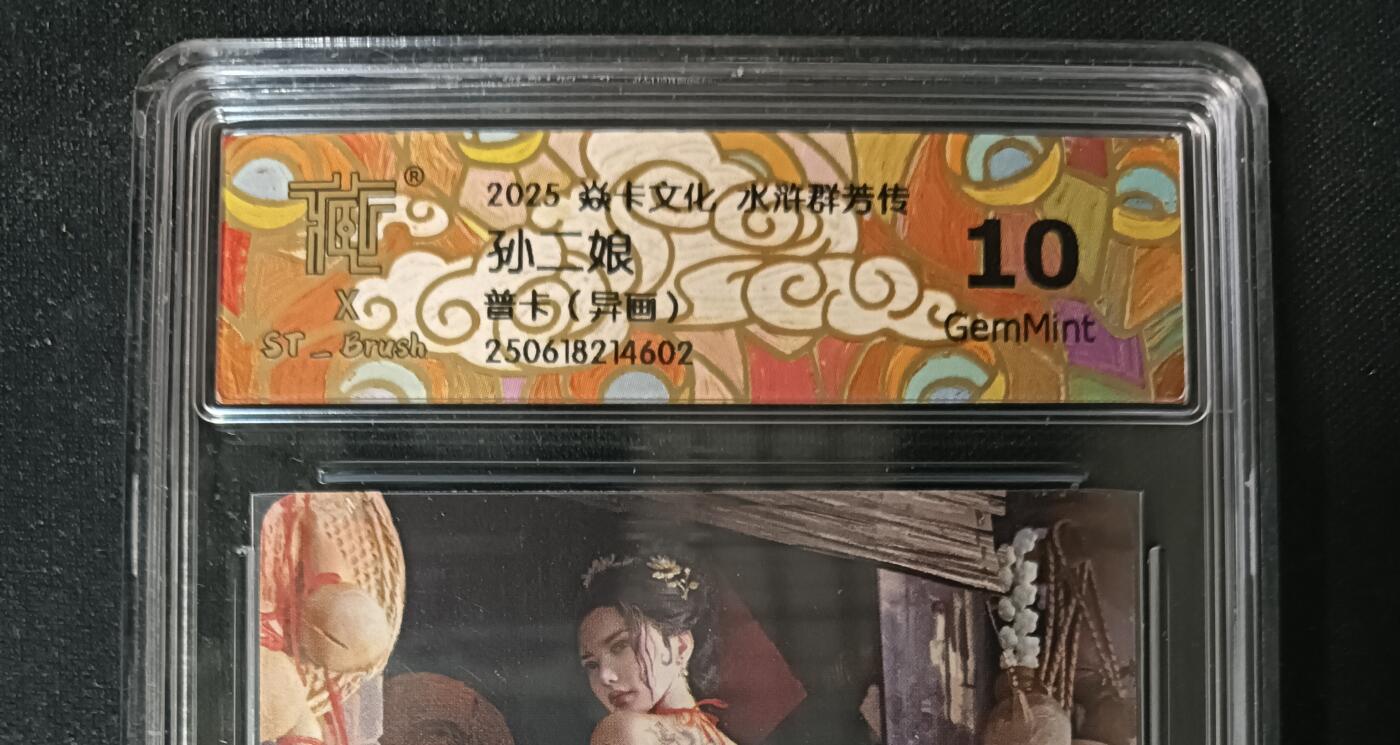 藏®
X
ST_Brush
2025 焱卡文化 水浒群芳传
孙二娘
普卡（异画）
250618214602
10
GemMint